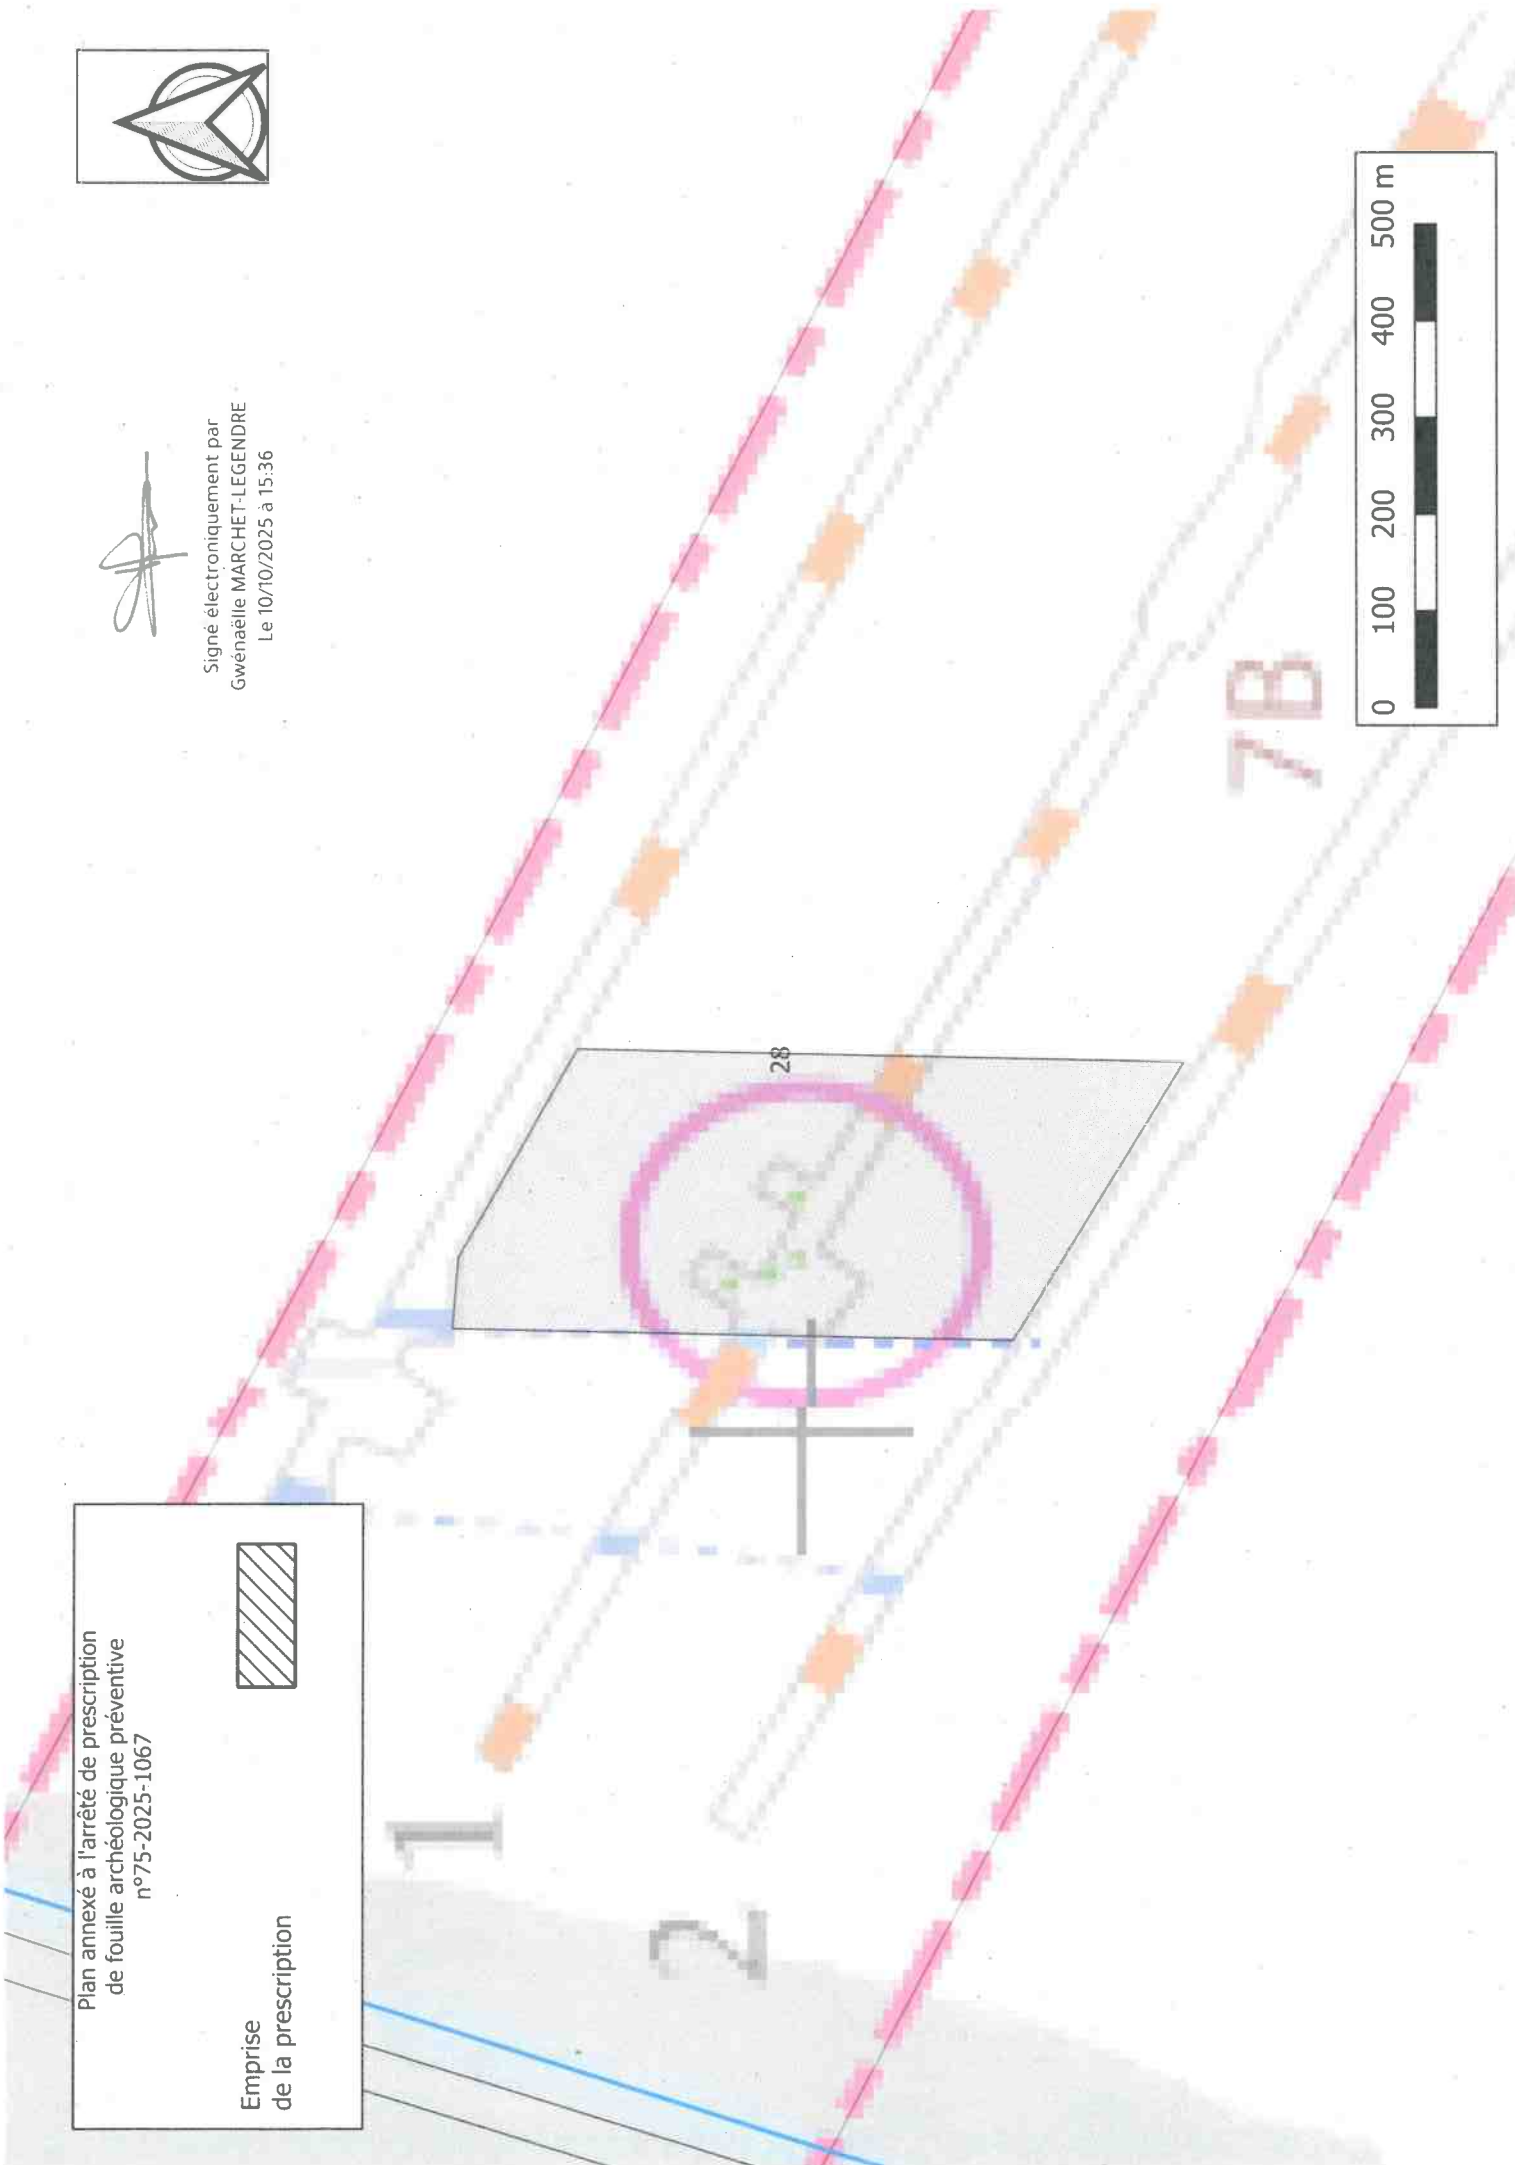 Plan annexé à l'arrêté de prescription
de fouille archéologique préventive
n°75-2025-1067
Emprise
de la prescription
Signé électroniquement par
Gwénaëlle MARCHET-LEGENDRE
Le 10/10/2025 à 15:36
1
2
28
7B
0 100 200 300 400 500 m